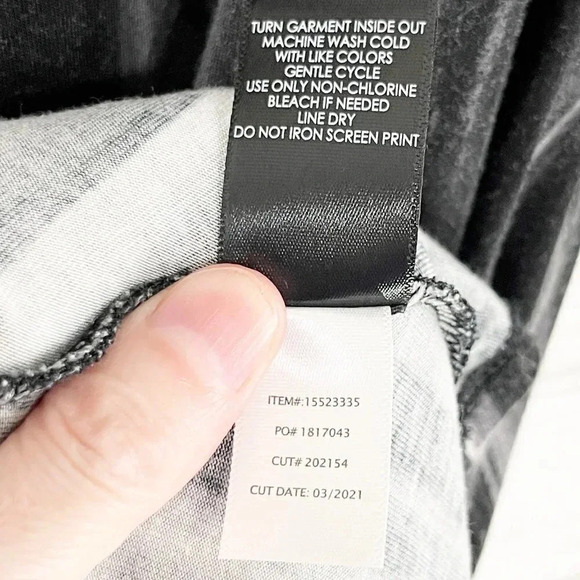 TURN GARMENT INSIDE OUT
MACHINE WASH COLD
WITH LIKE COLORS
GENTLE CYCLE
USE ONLY NON-CHLORINE
BLEACH IF NEEDED
LINE DRY
DO NOT IRON SCREEN PRINT
ITEM#:15523335
PO# 1817043
CUT# 202154
CUT DATE: 03/2021